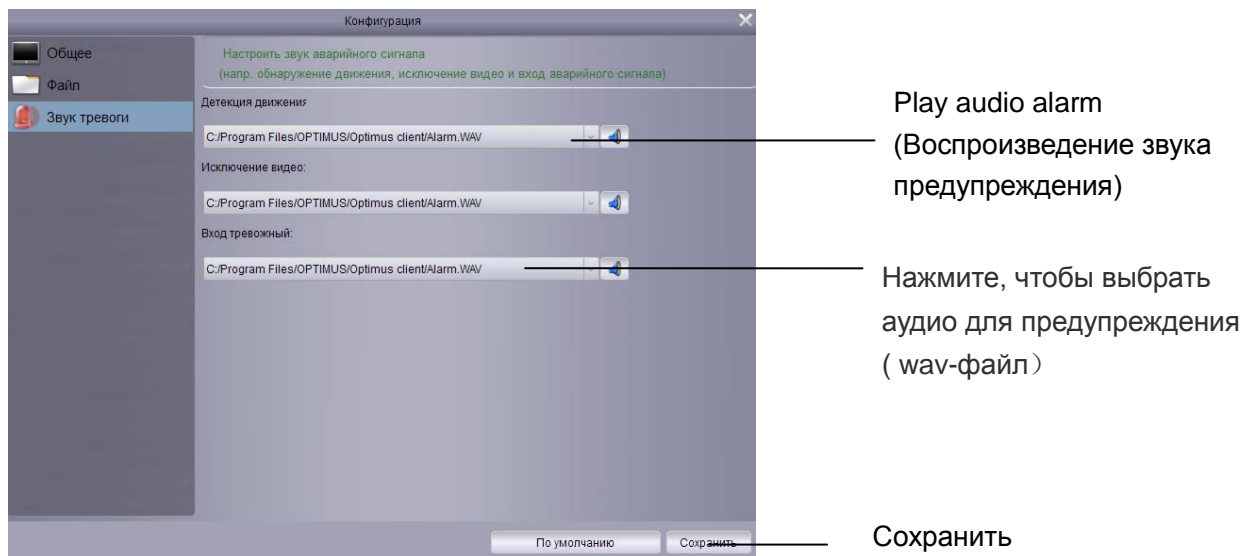 Конфигурация
Общее
Файл
Звук тревоги
Настроить звук аварийного сигнала
(напр. обнаружение движения, исключение видео и вход аварийного сигнала)
Детекция движения
C:/Program Files/OPTIMUS/Optimus client/Alarm.WAV
Исключение видео:
C:/Program Files/OPTIMUS/Optimus client/Alarm.WAV
Вход тревожный:
C:/Program Files/OPTIMUS/Optimus client/Alarm.WAV
По умолчанию
Сохранить
Play audio alarm
(Воспроизведение звука
предупреждения)
Нажмите, чтобы выбрать
аудио для предупреждения
( wav-файл）
Сохранить